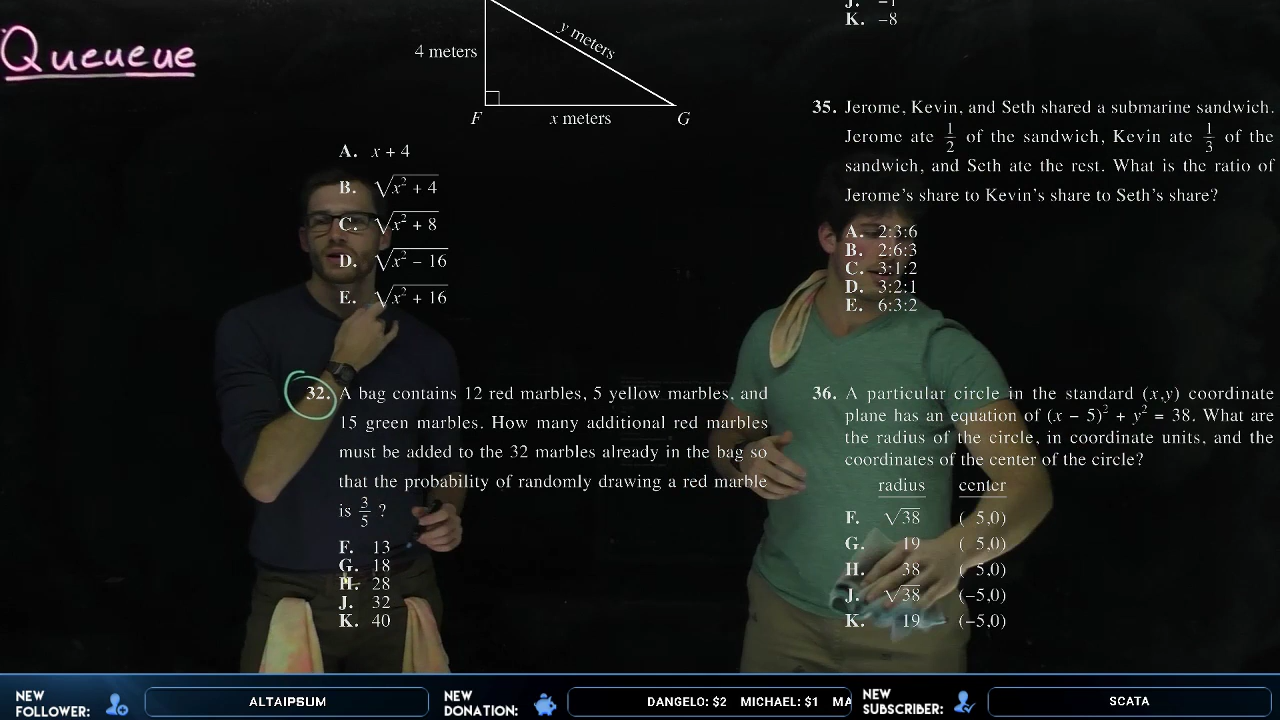 Queueue
4 meters
y meters
F
x meters
G
A. x + 4
B. √(x² + 4)
C. √(x² + 8)
D. √(x² − 16)
E. √(x² + 16)
32. A bag contains 12 red marbles, 5 yellow marbles, and
15 green marbles. How many additional red marbles
must be added to the 32 marbles already in the bag so
that the probability of randomly drawing a red marble
is 3/5 ?
F. 13
G. 18
H. 28
J. 32
K. 40
K. −8
35. Jerome, Kevin, and Seth shared a submarine sandwich.
Jerome ate 1/2 of the sandwich, Kevin ate 1/3 of the
sandwich, and Seth ate the rest. What is the ratio of
Jerome's share to Kevin's share to Seth's share?
A. 2:3:6
B. 2:6:3
C. 3:1:2
D. 3:2:1
E. 6:3:2
36. A particular circle in the standard (x,y) coordinate
plane has an equation of (x − 5)² + y² = 38. What are
the radius of the circle, in coordinate units, and the
coordinates of the center of the circle?
radius center
F. √38 ( 5,0)
G. 19 ( 5,0)
H. 38 ( 5,0)
J. √38 (−5,0)
K. 19 (−5,0)
NEW FOLLOWER: ALTAIPSUM
NEW DONATION: DANGELO: $2 MICHAEL: $1 MA
NEW SUBSCRIBER: SCATA